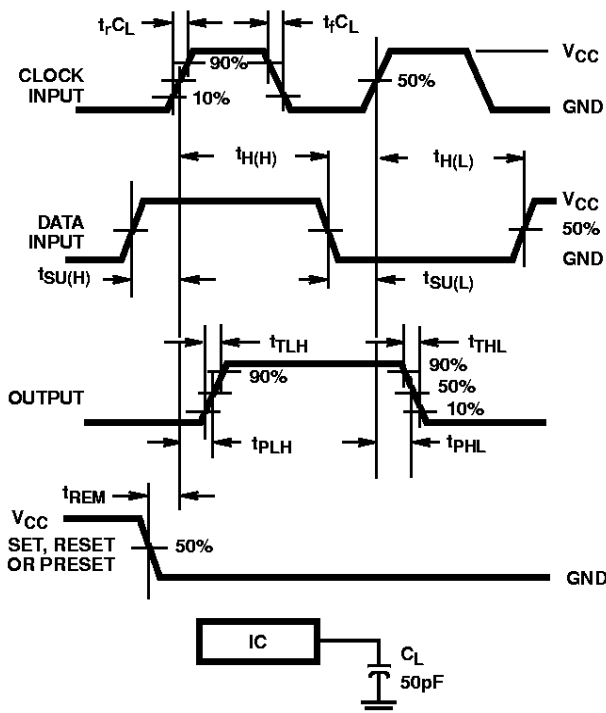 trCL
tfCL
CLOCK
INPUT
90%
10%
50%
VCC
GND
tH(H)
tH(L)
DATA
INPUT
VCC
50%
GND
tSU(H)
tSU(L)
tTLH
tTHL
OUTPUT
90%
90%
50%
10%
tPLH
tPHL
tREM
VCC
SET, RESET
OR PRESET
50%
GND
IC
CL
50pF